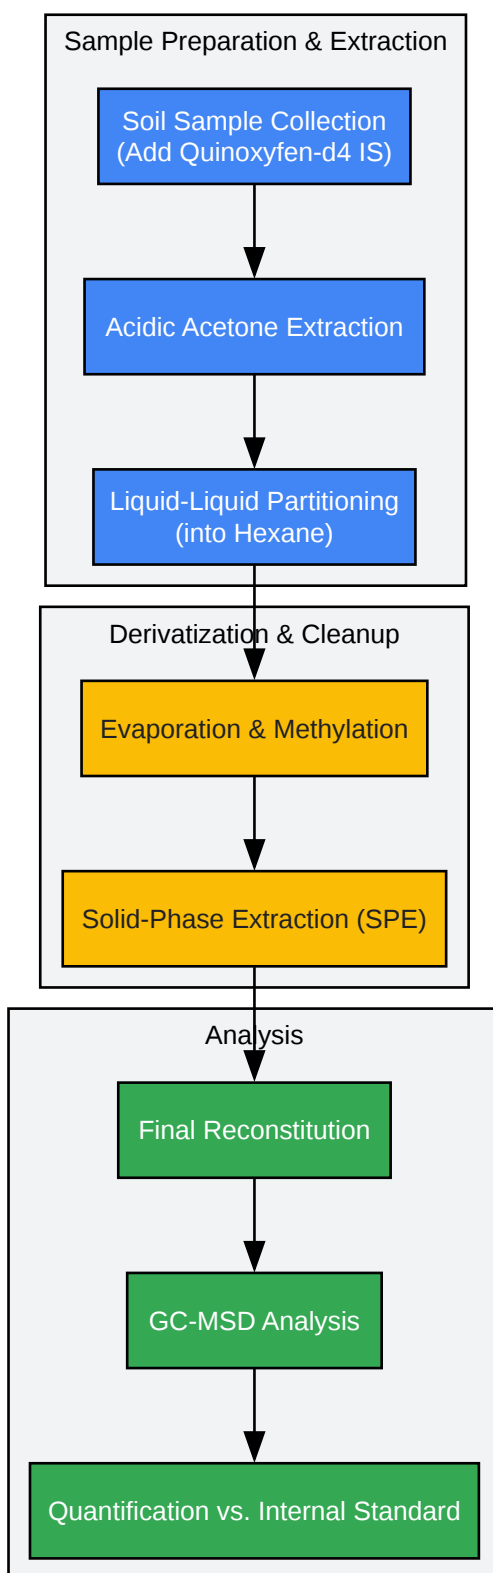 Sample Preparation & Extraction
Soil Sample Collection
(Add Quinoxyfen-d4 IS)
Acidic Acetone Extraction
Liquid-Liquid Partitioning
(into Hexane)
Derivatization & Cleanup
Evaporation & Methylation
Solid-Phase Extraction (SPE)
Analysis
Final Reconstitution
GC-MSD Analysis
Quantification vs. Internal Standard